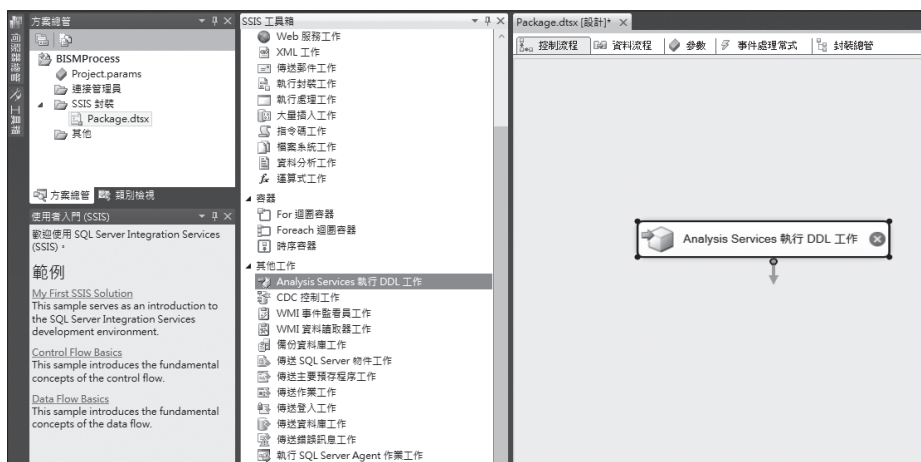 方案總管
BISMProcess
Project.params
連接管理員
SSIS 封裝
Package.dtsx
其他
方案總管 類別檢視
使用者入門 (SSIS)
歡迎使用 SQL Server Integration Services
(SSIS)。
範例
My First SSIS Solution
This sample serves as an introduction to
the SQL Server Integration Services
development environment.
Control Flow Basics
This sample introduces the fundamental
concepts of the control flow.
Data Flow Basics
This sample introduces the fundamental
concepts of the data flow.
SSIS 工具箱
Web 服務工作
XML 工作
傳送郵件工作
執行封裝工作
執行處理工作
大量插入工作
指令碼工作
檔案系統工作
資料分析工作
運算式工作
容器
For 迴圈容器
Foreach 迴圈容器
時序容器
其他工作
Analysis Services 執行 DDL 工作
CDC 控制工作
WMI 事件監看員工作
WMI 資料讀取器工作
備份資料庫工作
傳送 SQL Server 物件工作
傳送主要預存程序工作
傳送作業工作
傳送登入工作
傳送資料庫工作
傳送錯誤訊息工作
執行 SQL Server Agent 作業工作
Package.dtsx [設計]*
控制流程 資料流程 參數 事件處理常式 封裝總管
Analysis Services 執行 DDL 工作